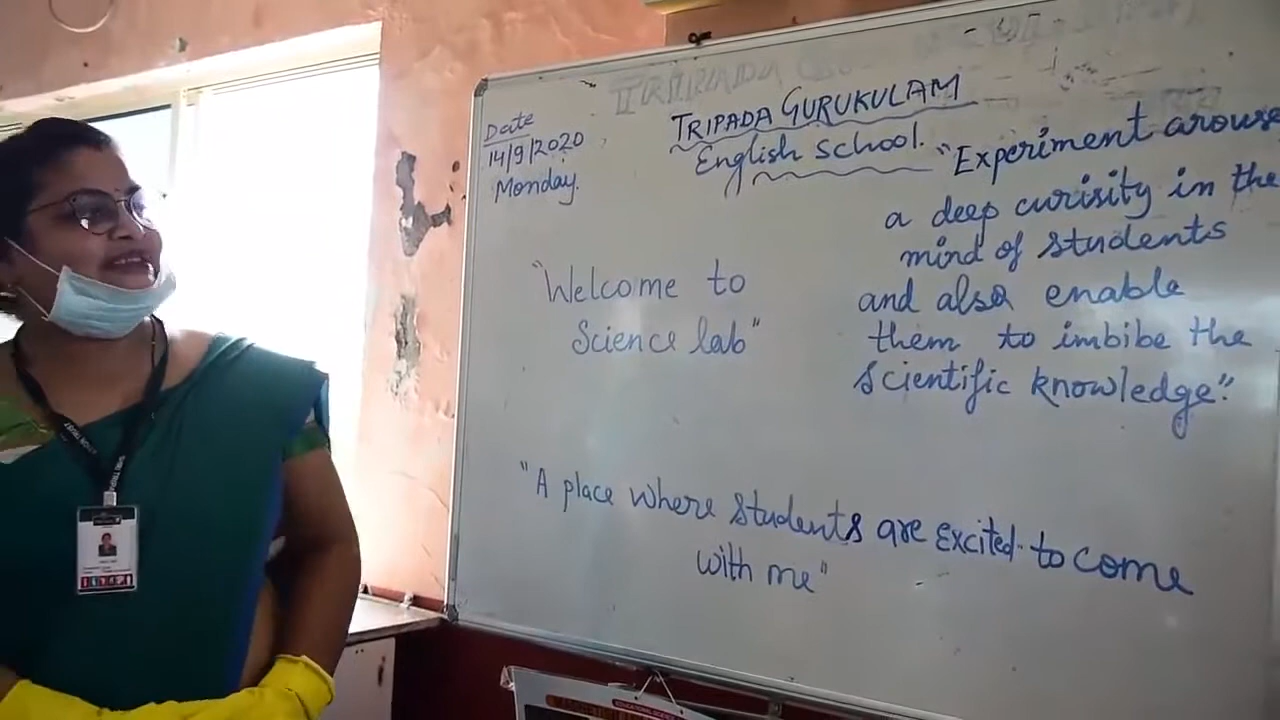 Date
14/9/2020
Monday.
TRIPADA GURUKULAM
English School.
"Experiment arouse
a deep curisity in the
mind of students
and also enable
them to imbibe the
scientific knowledge".
"Welcome to
Science lab"
"A place where students are excited to come
with me"